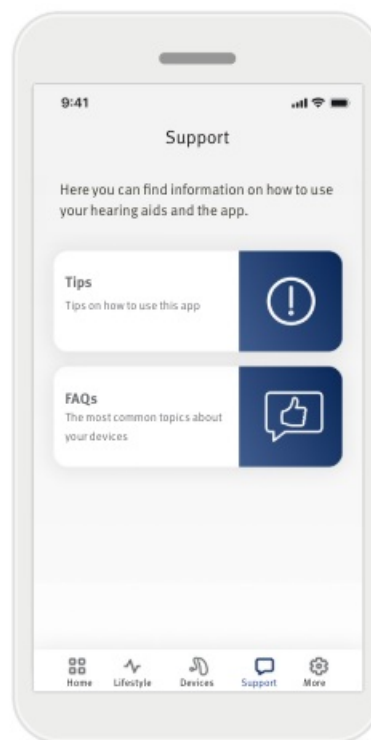 9:41
Support
Here you can find information on how to use
your hearing aids and the app.
Tips
Tips on how to use this app
FAQs
The most common topics about
your devices
Home Lifestyle Devices Support More